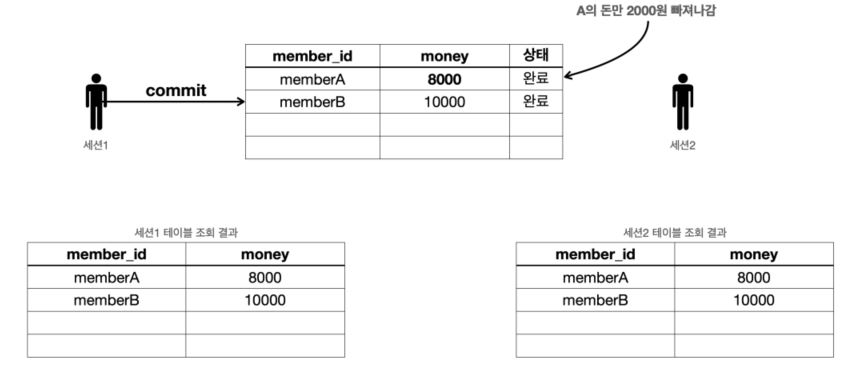 A의 돈만 2000원 빠져나감
member_id money 상태
memberA 8000 완료
memberB 10000 완료
commit
세션1
세션2
세션1 테이블 조회 결과
member_id money
memberA 8000
memberB 10000
세션2 테이블 조회 결과
member_id money
memberA 8000
memberB 10000